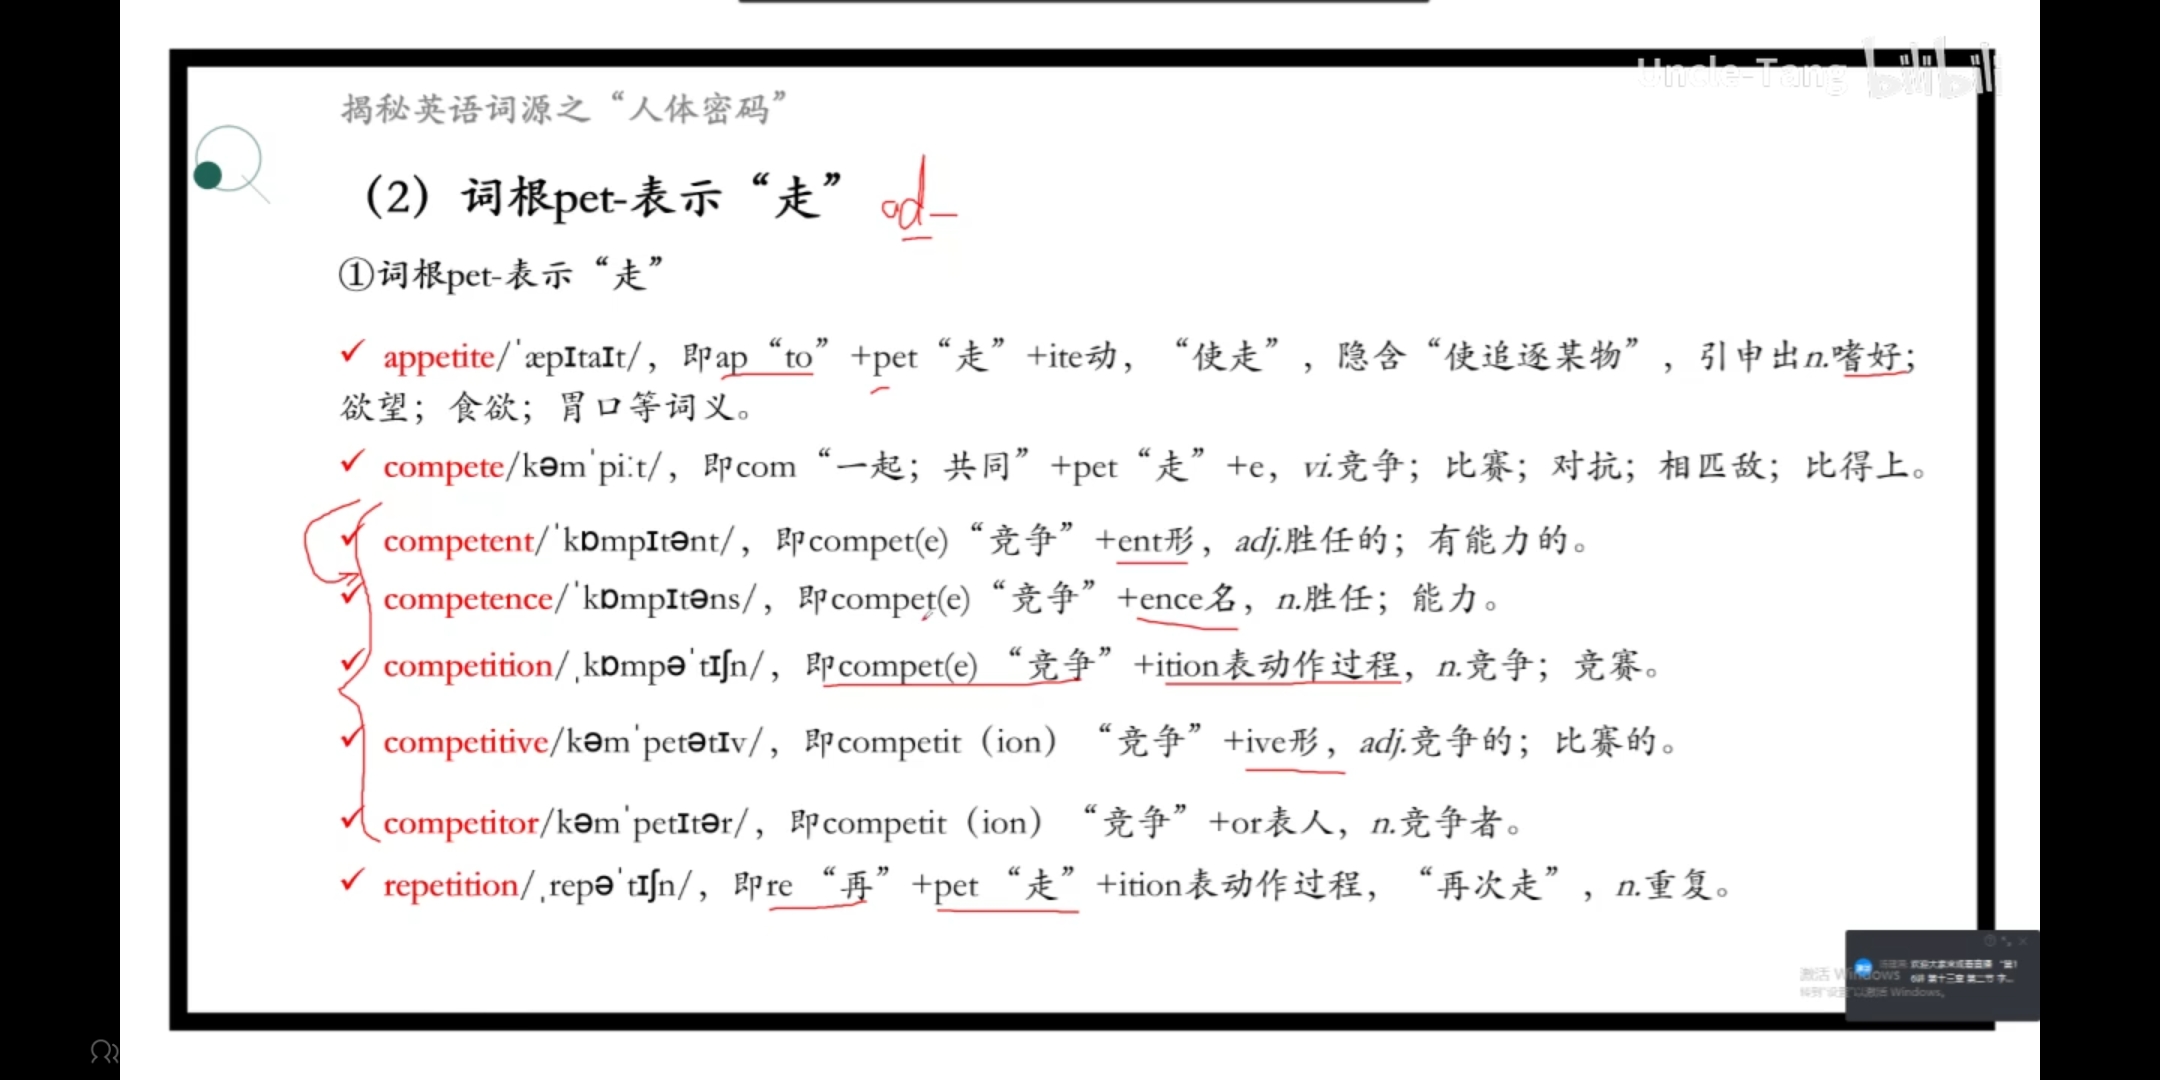 Uncle-Tang bilibili
揭秘英语词源之“人体密码”
（2）词根pet-表示“走” ad-
①词根pet-表示“走”
✓ appetite/ˈæpɪtaɪt/，即ap“to”+pet“走”+ite动，“使走”，隐含“使追逐某物”，引申出n.嗜好；
欲望；食欲；胃口等词义。
✓ compete/kəmˈpiːt/，即com“一起；共同”+pet“走”+e，vi.竞争；比赛；对抗；相匹敌；比得上。
✓ competent/ˈkɒmpɪtənt/，即compet(e)“竞争”+ent形，adj.胜任的；有能力的。
✓ competence/ˈkɒmpɪtəns/，即compet(e)“竞争”+ence名，n.胜任；能力。
✓ competition/ˌkɒmpəˈtɪʃn/，即compet(e)“竞争”+ition表动作过程，n.竞争；竞赛。
✓ competitive/kəmˈpetətɪv/，即competit（ion）“竞争”+ive形，adj.竞争的；比赛的。
✓ competitor/kəmˈpetɪtər/，即competit（ion）“竞争”+or表人，n.竞争者。
✓ repetition/ˌrepəˈtɪʃn/，即re“再”+pet“走”+ition表动作过程，“再次走”，n.重复。
激活 Windows
转到“设置”以激活 Windows。